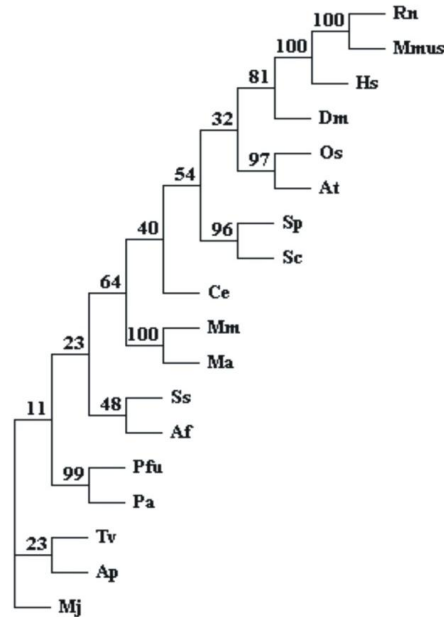 100 Rn
100 Mmus
81 Hs
32 Dm
97 Os
54 At
96 Sp
40 Sc
64 Ce
100 Mm
23 Ma
48 Ss
11 Af
99 Pfu
Pa
23 Tv
Ap
Mj